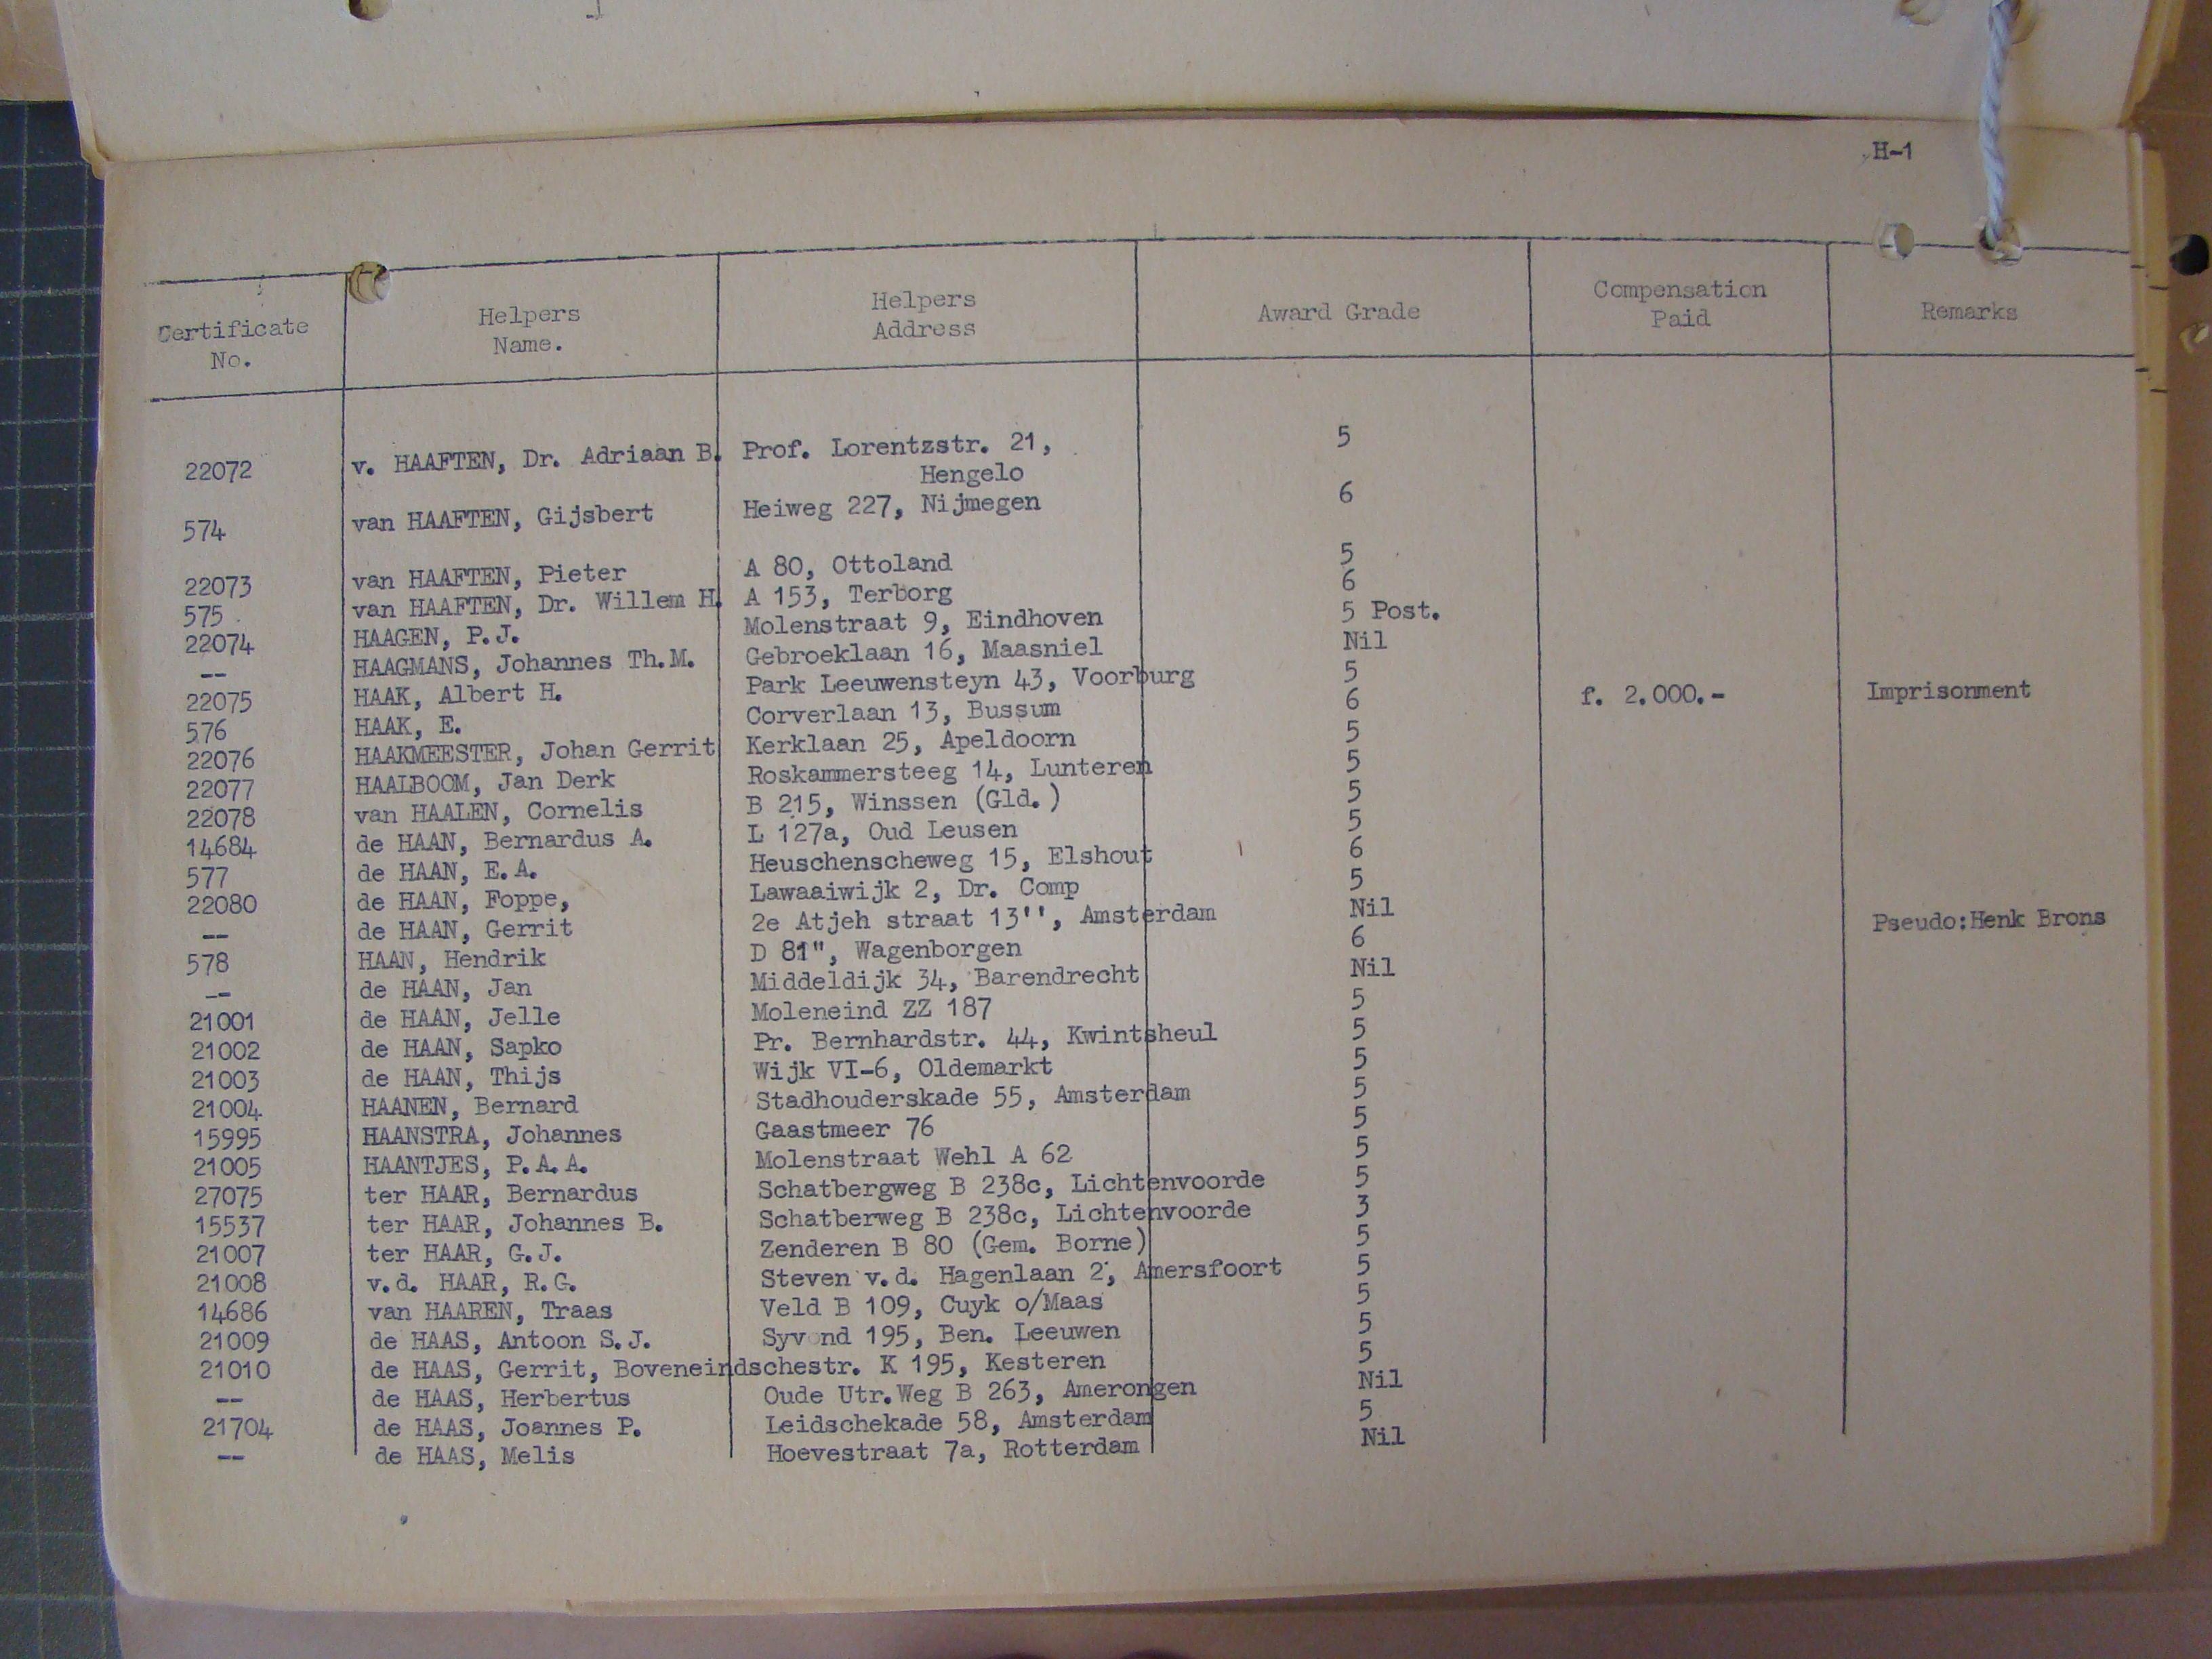 H-1
Certificate No. Helpers Name. Helpers Address Award Grade Compensation Paid Remarks
22072 v. HAAFTEN, Dr. Adriaan B. Prof. Lorentzstr. 21, 5
Hengelo
574 van HAAFTEN, Gijsbert Heiweg 227, Nijmegen 6
22073 van HAAFTEN, Pieter A 80, Ottoland 5
575 van HAAFTEN, Dr. Willem H. A 153, Terborg 6
22074 HAAGEN, P.J. Molenstraat 9, Eindhoven 5 Post.
-- HAAGMANS, Johannes Th.M. Gebroeklaan 16, Maasniel Nil
22075 HAAK, Albert H. Park Leeuwensteyn 43, Voorburg 5
576 HAAK, E. Corverlaan 13, Bussum 6 f. 2.000.- Imprisonment
22076 HAAKMEESTER, Johan Gerrit Kerklaan 25, Apeldoorn 5
22077 HAALBOOM, Jan Derk Roskammersteeg 14, Lunteren 5
22078 van HAALEN, Cornelis B 215, Winssen (Gld.) 5
14684 de HAAN, Bernardus A. L 127a, Oud Leusen 5
577 de HAAN, E.A. Heuschenscheweg 15, Elshout 6
22080 de HAAN, Foppe, Lawaaiwijk 2, Dr. Comp 5
-- de HAAN, Gerrit 2e Atjeh straat 13'', Amsterdam Nil
578 HAAN, Hendrik D 81", Wagenborgen 6 Pseudo:Henk Brons
-- de HAAN, Jan Middeldijk 34, Barendrecht Nil
21001 de HAAN, Jelle Moleneind ZZ 187 5
21002 de HAAN, Sapko Pr. Bernhardstr. 44, Kwintsheul 5
21003 de HAAN, Thijs Wijk VI-6, Oldemarkt 5
21004 HAANEN, Bernard Stadhouderskade 55, Amsterdam 5
15995 HAANSTRA, Johannes Gaastmeer 76 5
21005 HAANTJES, P.A.A. Molenstraat Wehl A 62 5
27075 ter HAAR, Bernardus Schatbergweg B 238c, Lichtenvoorde 5
15537 ter HAAR, Johannes B. Schatberweg B 238c, Lichtenvoorde 3
21007 ter HAAR, G.J. Zenderen B 80 (Gem. Borne) 5
21008 v.d. HAAR, R.G. Steven v.d. Hagenlaan 2, Amersfoort 5
14686 van HAAREN, Traas Veld B 109, Cuyk o/Maas 5
21009 de HAAS, Antoon S.J. 195, Ben. Leeuwen 5
21010 de HAAS, Gerrit, Boveneindschestr. K 195, Kesteren 5
-- de HAAS, Herbertus Oude Utr.Weg B 263, Amerongen Nil
21704 de HAAS, Joannes P. Leidschekade 58, Amsterdam 5
-- de HAAS, Melis Hoevestraat 7a, Rotterdam Nil